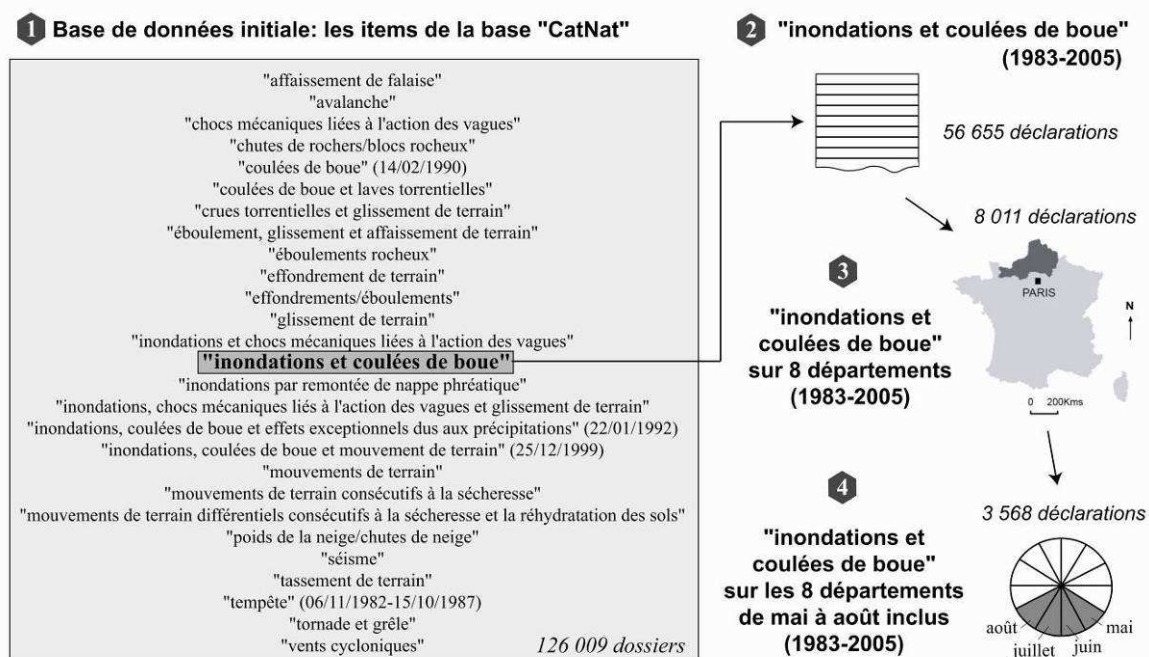 1 Base de données initiale: les items de la base "CatNat"
"affaissement de falaise"
"avalanche"
"chocs mécaniques liées à l'action des vagues"
"chutes de rochers/blocs rocheux"
"coulées de boue" (14/02/1990)
"coulées de boue et laves torrentielles"
"crues torrentielles et glissement de terrain"
"éboulement, glissement et affaissement de terrain"
"éboulements rocheux"
"effondrement de terrain"
"effondrements/éboulements"
"glissement de terrain"
"inondations et chocs mécaniques liées à l'action des vagues"
"inondations et coulées de boue"
"inondations par remontée de nappe phréatique"
"inondations, chocs mécaniques liés à l'action des vagues et glissement de terrain"
"inondations, coulées de boue et effets exceptionnels dus aux précipitations" (22/01/1992)
"inondations, coulées de boue et mouvement de terrain" (25/12/1999)
"mouvements de terrain"
"mouvements de terrain consécutifs à la sécheresse"
"mouvements de terrain différentiels consécutifs à la sécheresse et la réhydratation des sols"
"poids de la neige/chutes de neige"
"séisme"
"tassement de terrain"
"tempête" (06/11/1982-15/10/1987)
"tornade et grêle"
"vents cycloniques"
126 009 dossiers
2 "inondations et coulées de boue"
(1983-2005)
56 655 déclarations
8 011 déclarations
PARIS
N
0 200Kms
3
"inondations et
coulées de boue"
sur 8 départements
(1983-2005)
4
"inondations et
coulées de boue"
sur les 8 départements
de mai à août inclus
(1983-2005)
3 568 déclarations
août
juillet
juin
mai